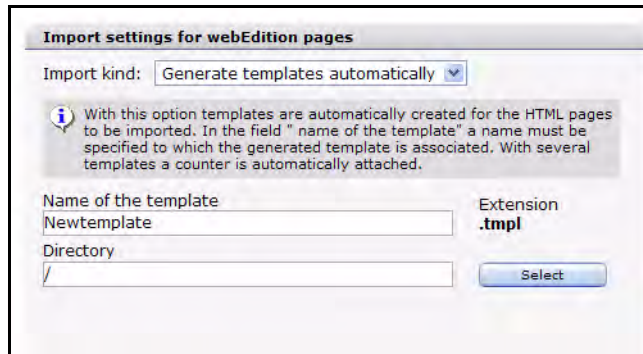 Import settings for webEdition pages
Import kind: Generate templates automatically
With this option templates are automatically created for the HTML pages
to be imported. In the field " name of the template" a name must be
specified to which the generated template is associated. With several
templates a counter is automatically attached.
Name of the template Extension
Newtemplate .tmpl
Directory
/ Select